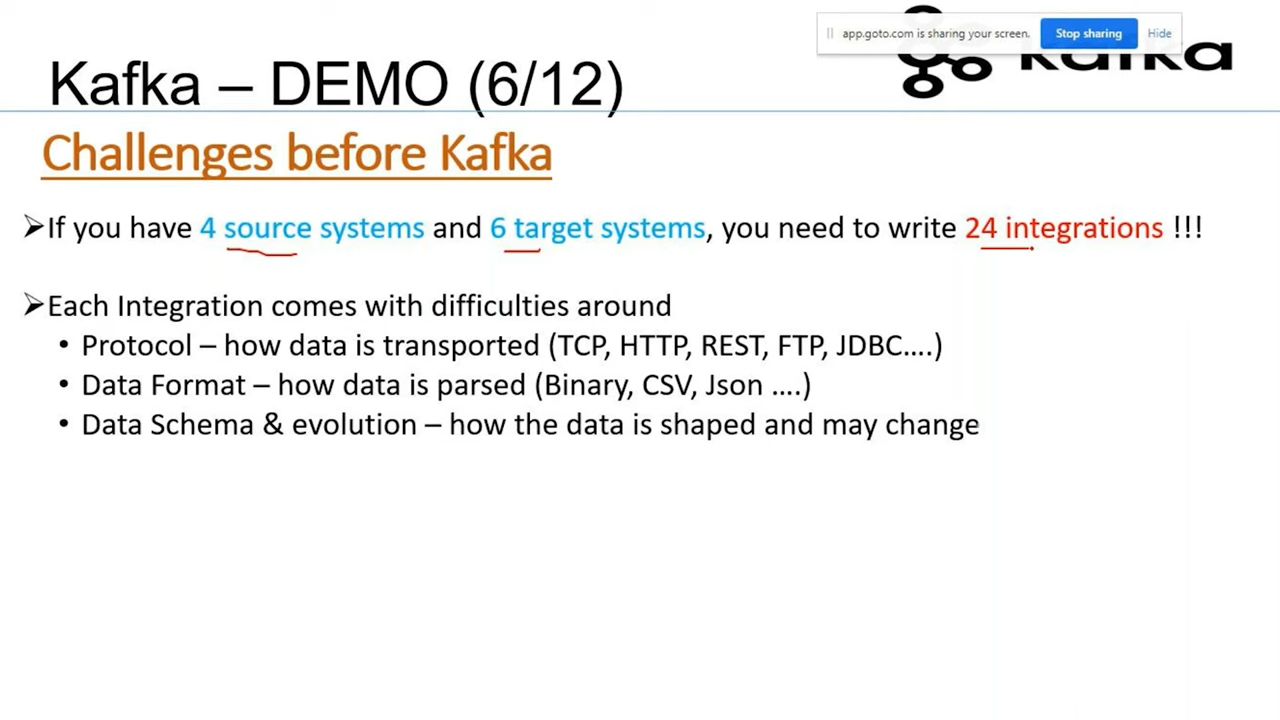 app.goto.com is sharing your screen. Stop sharing Hide
kafka
Kafka – DEMO (6/12)
Challenges before Kafka
➢If you have 4 source systems and 6 target systems, you need to write 24 integrations !!!
➢Each Integration comes with difficulties around
• Protocol – how data is transported (TCP, HTTP, REST, FTP, JDBC….)
• Data Format – how data is parsed (Binary, CSV, Json ….)
• Data Schema & evolution – how the data is shaped and may change